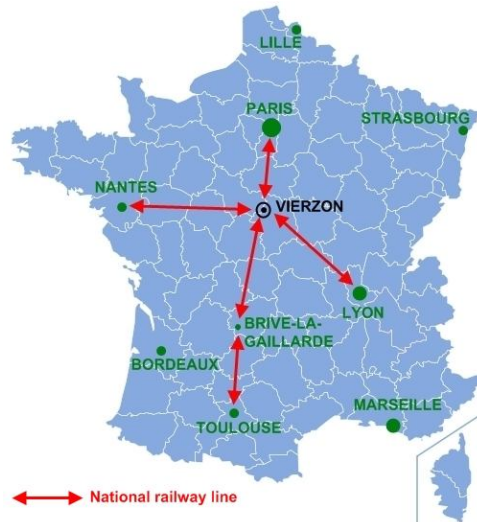 LILLE
PARIS
STRASBOURG
NANTES
VIERZON
LYON
BRIVE-LA-
GAILLARDE
BORDEAUX
MARSEILLE
TOULOUSE
National railway line